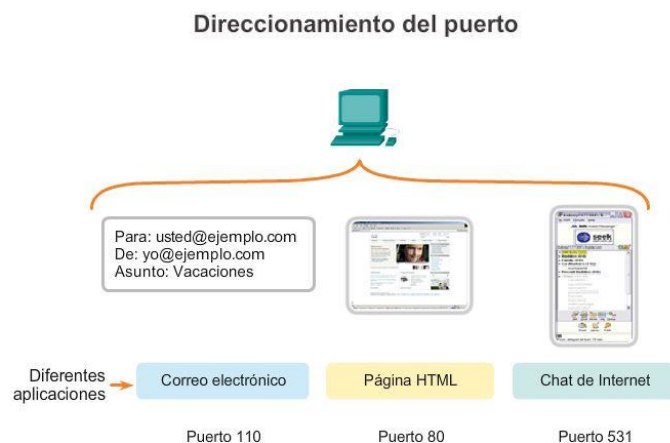 Direccionamiento del puerto
Para: usted@ejemplo.com
De: yo@ejemplo.com
Asunto: Vacaciones
seek
Diferentes
aplicaciones
Correo electrónico
Página HTML
Chat de Internet
Puerto 110
Puerto 80
Puerto 531